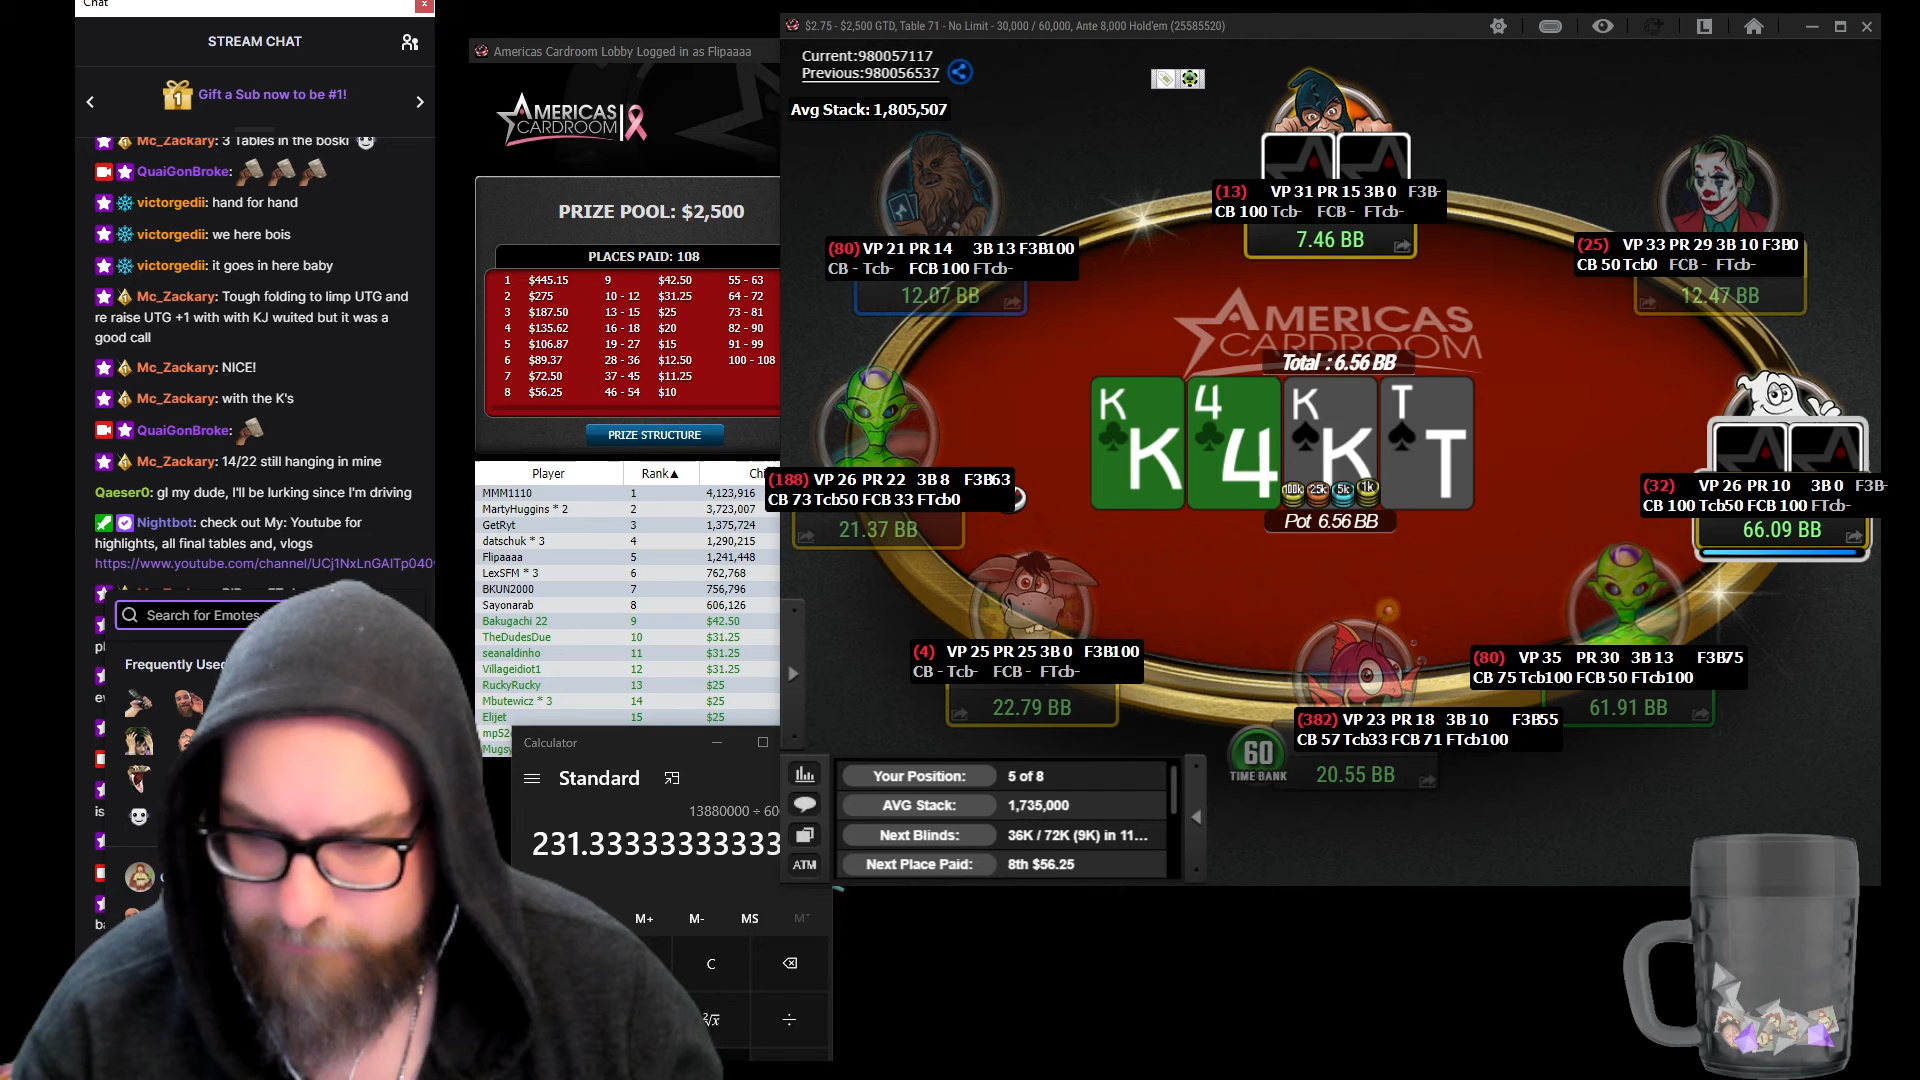 Chat
STREAM CHAT
Gift a Sub now to be #1!
Mc_Zackary: 3 Tables in the boski
QuaiGonBroke:
victorgedii: hand for hand
victorgedii: we here bois
victorgedii: it goes in here baby
Mc_Zackary: Tough folding to limp UTG and
re raise UTG +1 with with KJ wuited but it was a
good call
Mc_Zackary: NICE!
Mc_Zackary: with the K's
QuaiGonBroke:
Mc_Zackary: 14/22 still hanging in mine
Qaeser0: gl my dude, I'll be lurking since I'm driving
Nightbot: check out My: Youtube for
highlights, all final tables and, vlogs
https://www.youtube.com/channel/UCj1NxLnGAITp040
Search for Emotes
Frequently Used
Americas Cardroom Lobby Logged in as Flipaaaa
AMERICAS
CARDROOM
PRIZE POOL: $2,500
PLACES PAID: 108
1 $445.15 9 $42.50 55 - 63
2 $275 10 - 12 $31.25 64 - 72
3 $187.50 13 - 15 $25 73 - 81
4 $135.62 16 - 18 $20 82 - 90
5 $106.87 19 - 27 $15 91 - 99
6 $89.37 28 - 36 $12.50 100 - 108
7 $72.50 37 - 45 $11.25
8 $56.25 46 - 54 $10
PRIZE STRUCTURE
Player Rank▲ Chi
MMM1110 1 4,123,916
MartyHuggins * 2 2 3,723,007
GetRyt 3 1,375,724
datschuk * 3 4 1,290,215
Flipaaaa 5 1,241,448
LexSFM * 3 6 762,768
BKUN2000 7 756,796
Sayonarab 8 606,126
Bakugachi 22 9 $42.50
TheDudesDue 10 $31.25
seanaldinho 11 $31.25
Villageidiot1 12 $31.25
RuckyRucky 13 $25
Mbutewicz * 3 14 $25
Elijet 15 $25
Mugsy
Calculator
Standard
13880000 ÷ 60
231.33333333333
M+ M- MS
C
÷
$2.75 - $2,500 GTD, Table 71 - No Limit - 30,000 / 60,000, Ante 8,000 Hold'em (25585520)
Current:980057117
Previous:980056537
Avg Stack: 1,805,507
(13) VP 31 PR 15 3B 0 F3B-
CB 100 Tcb- FCB - FTcb-
7.46 BB
(80) VP 21 PR 14 3B 13 F3B100
CB - Tcb- FCB 100 FTcb-
12.07 BB
(25) VP 33 PR 29 3B 10 F3B0
CB 50 Tcb0 FCB - FTcb-
12.47 BB
AMERICAS
CARDROOM
Total : 6.56 BB
K K 4 4 K K T T
100k 25k 5k 1k
Pot 6.56 BB
(188) VP 26 PR 22 3B 8 F3B63
CB 73 Tcb50 FCB 33 FTcb0
21.37 BB
(32) VP 26 PR 10 3B 0 F3B-
CB 100 Tcb50 FCB 100 FTcb-
66.09 BB
(4) VP 25 PR 25 3B 0 F3B100
CB - Tcb- FCB - FTcb-
22.79 BB
(80) VP 35 PR 30 3B 13 F3B75
CB 75 Tcb100 FCB 50 FTcb100
61.91 BB
(382) VP 23 PR 18 3B 10 F3B55
CB 57 Tcb33 FCB 71 FTcb100
20.55 BB
60
TIME BANK
Your Position: 5 of 8
AVG Stack: 1,735,000
Next Blinds: 36K / 72K (9K) in 11...
Next Place Paid: 8th $56.25
ATM